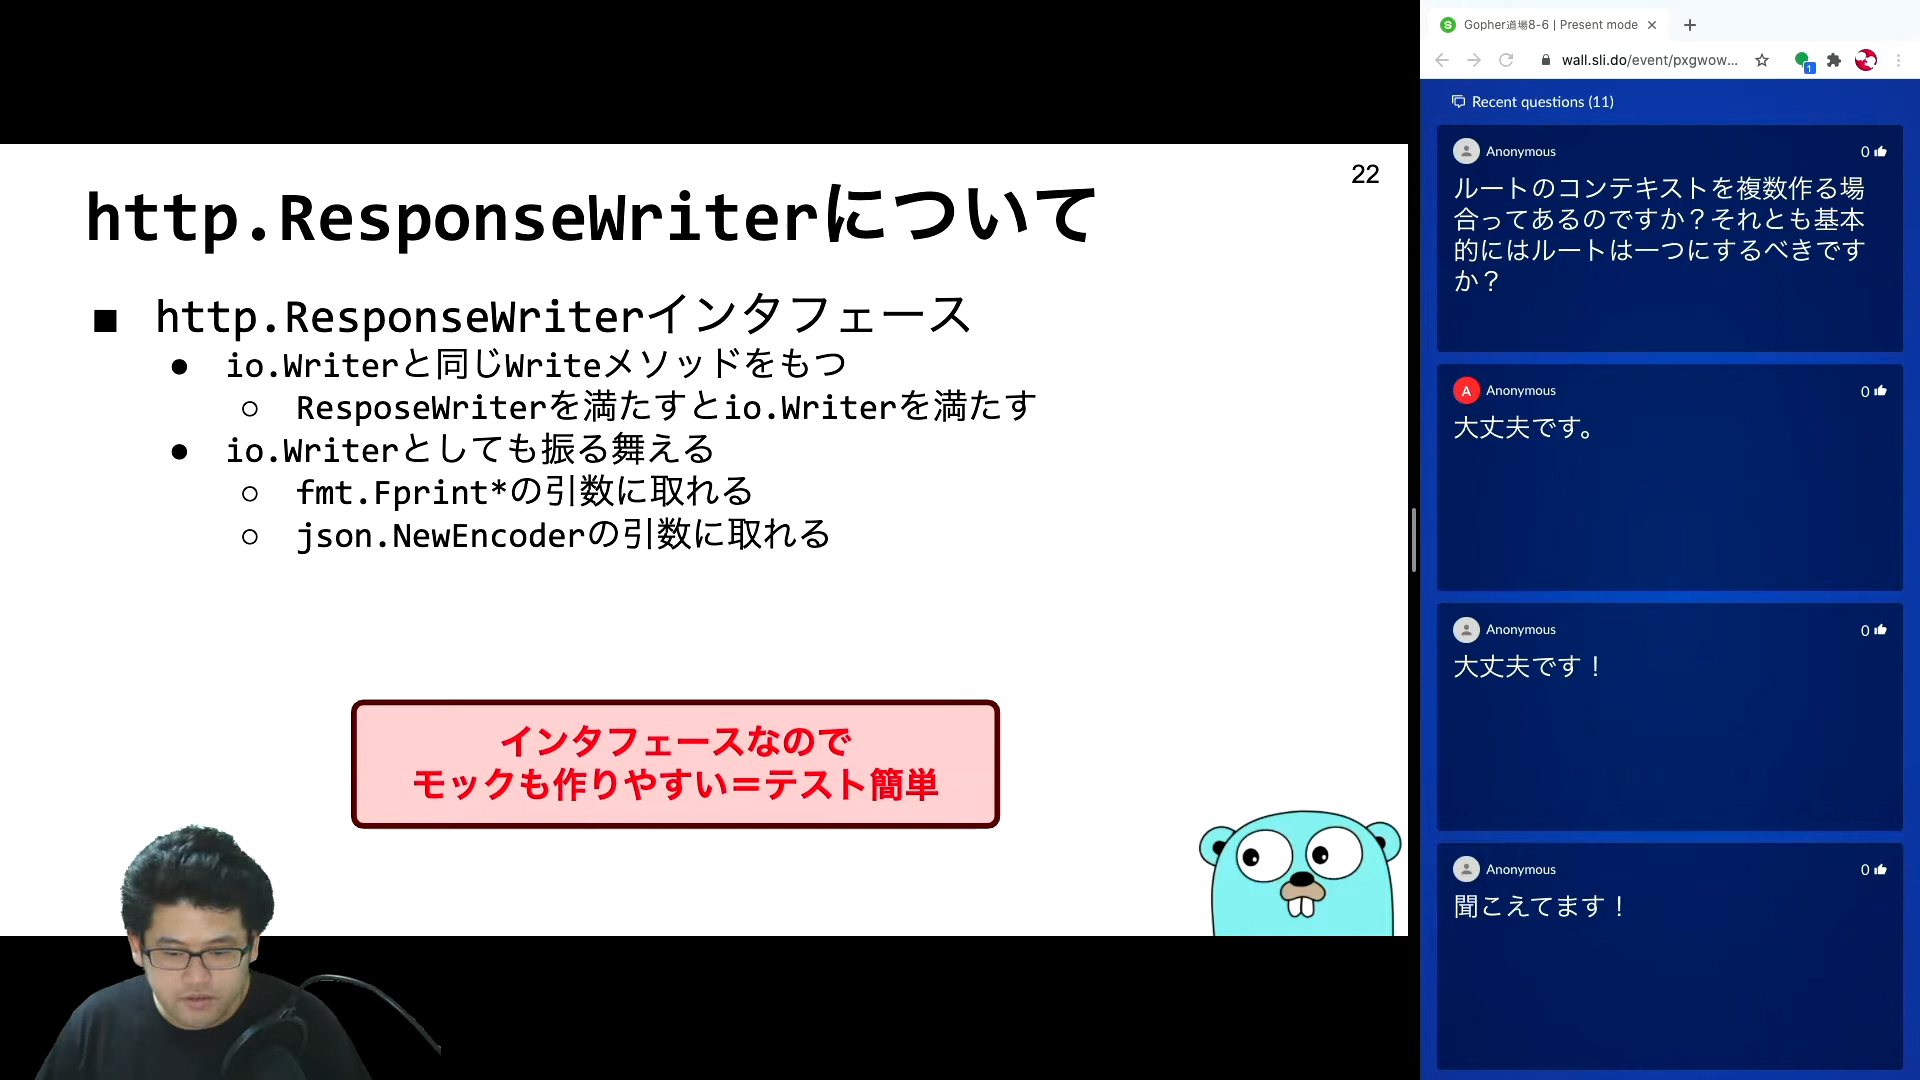 22
http.ResponseWriterについて
■ http.ResponseWriterインタフェース
● io.Writerと同じWriteメソッドをもつ
○ ResposeWriterを満たすとio.Writerを満たす
● io.Writerとしても振る舞える
○ fmt.Fprint*の引数に取れる
○ json.NewEncoderの引数に取れる
インタフェースなので
モックも作りやすい＝テスト簡単
S Gopher道場8-6 | Present mode
wall.sli.do/event/pxgwow...
1
Recent questions (11)
Anonymous 0
ルートのコンテキストを複数作る場
合ってあるのですか？それとも基本
的にはルートは一つにするべきです
か？
A Anonymous 0
大丈夫です。
Anonymous 0
大丈夫です！
Anonymous 0
聞こえてます！